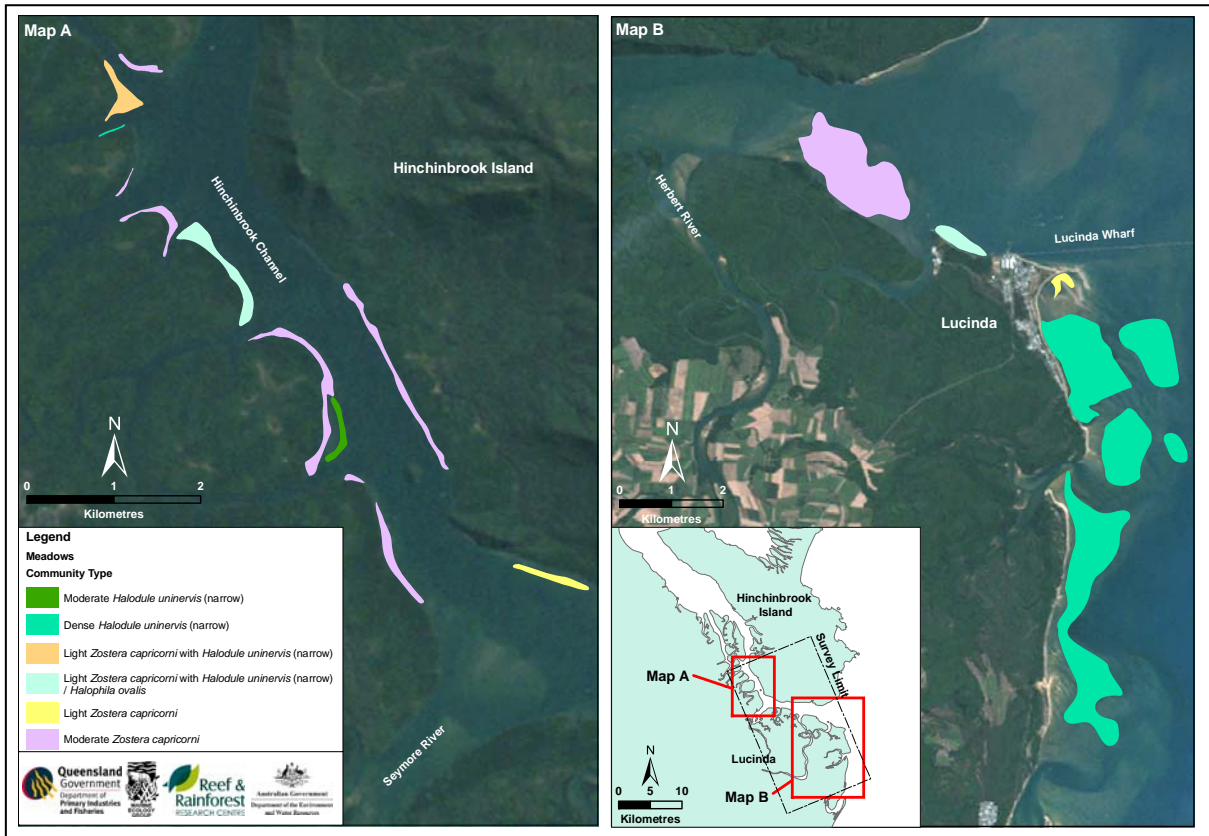 Map A
Hinchinbrook Island
Hinchinbrook Channel
N
0 1 2
Kilometres
Seymore River
Legend
Meadows
Community Type
Moderate Halodule uninervis (narrow)
Dense Halodule uninervis (narrow)
Light Zostera capricorni with Halodule uninervis (narrow)
Light Zostera capricorni with Halodule uninervis (narrow)
/ Halophila ovalis
Light Zostera capricorni
Moderate Zostera capricorni
Queensland
Government
Department of
Primary Industries
and Fisheries
MARINE
ECOLOGY
GROUP
Reef &
Rainforest
RESEARCH CENTRE
Australian Government
Department of the Environment
and Water Resources
Map B
Herbert River
Lucinda Wharf
Lucinda
N
0 1 2
Kilometres
Hinchinbrook
Island
Survey Limit
Map A
Lucinda
Map B
N
0 5 10
Kilometres